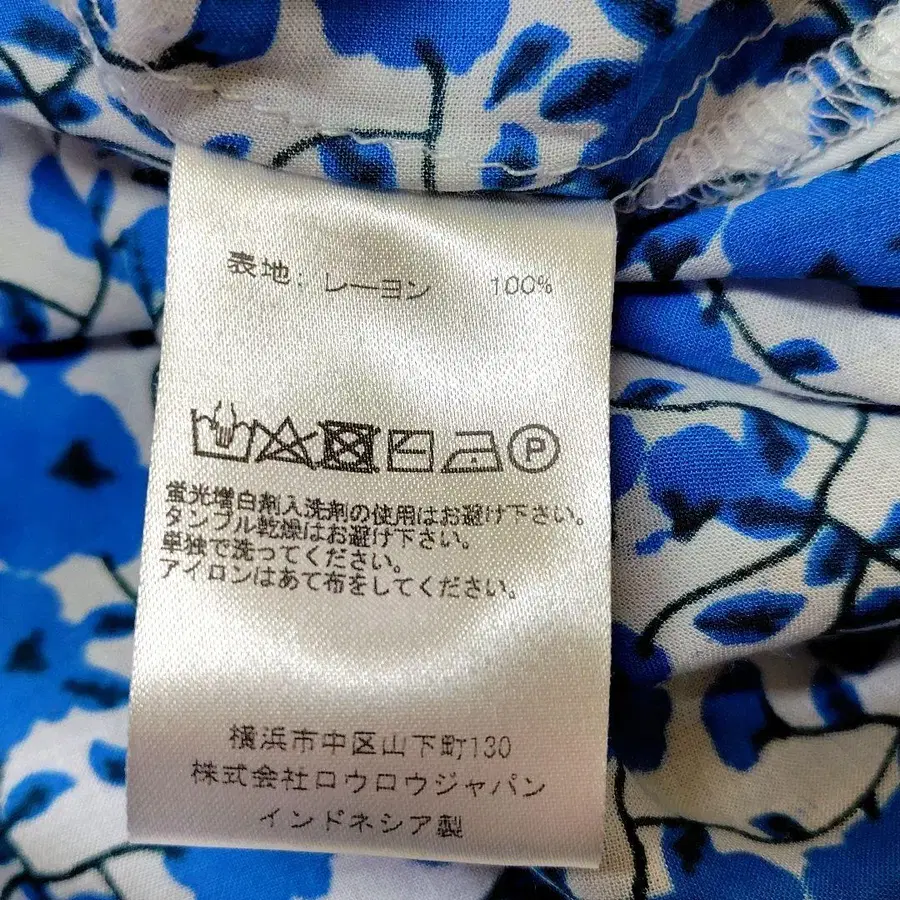 表地: レーヨン 100%
P
蛍光増白剤入洗剤の使用はお避け下さい。
タンブル乾燥はお避け下さい。
単独で洗ってください。
アイロンはあて布をしてください。
横浜市中区山下町130
株式会社ロウロウジャパン
インドネシア製